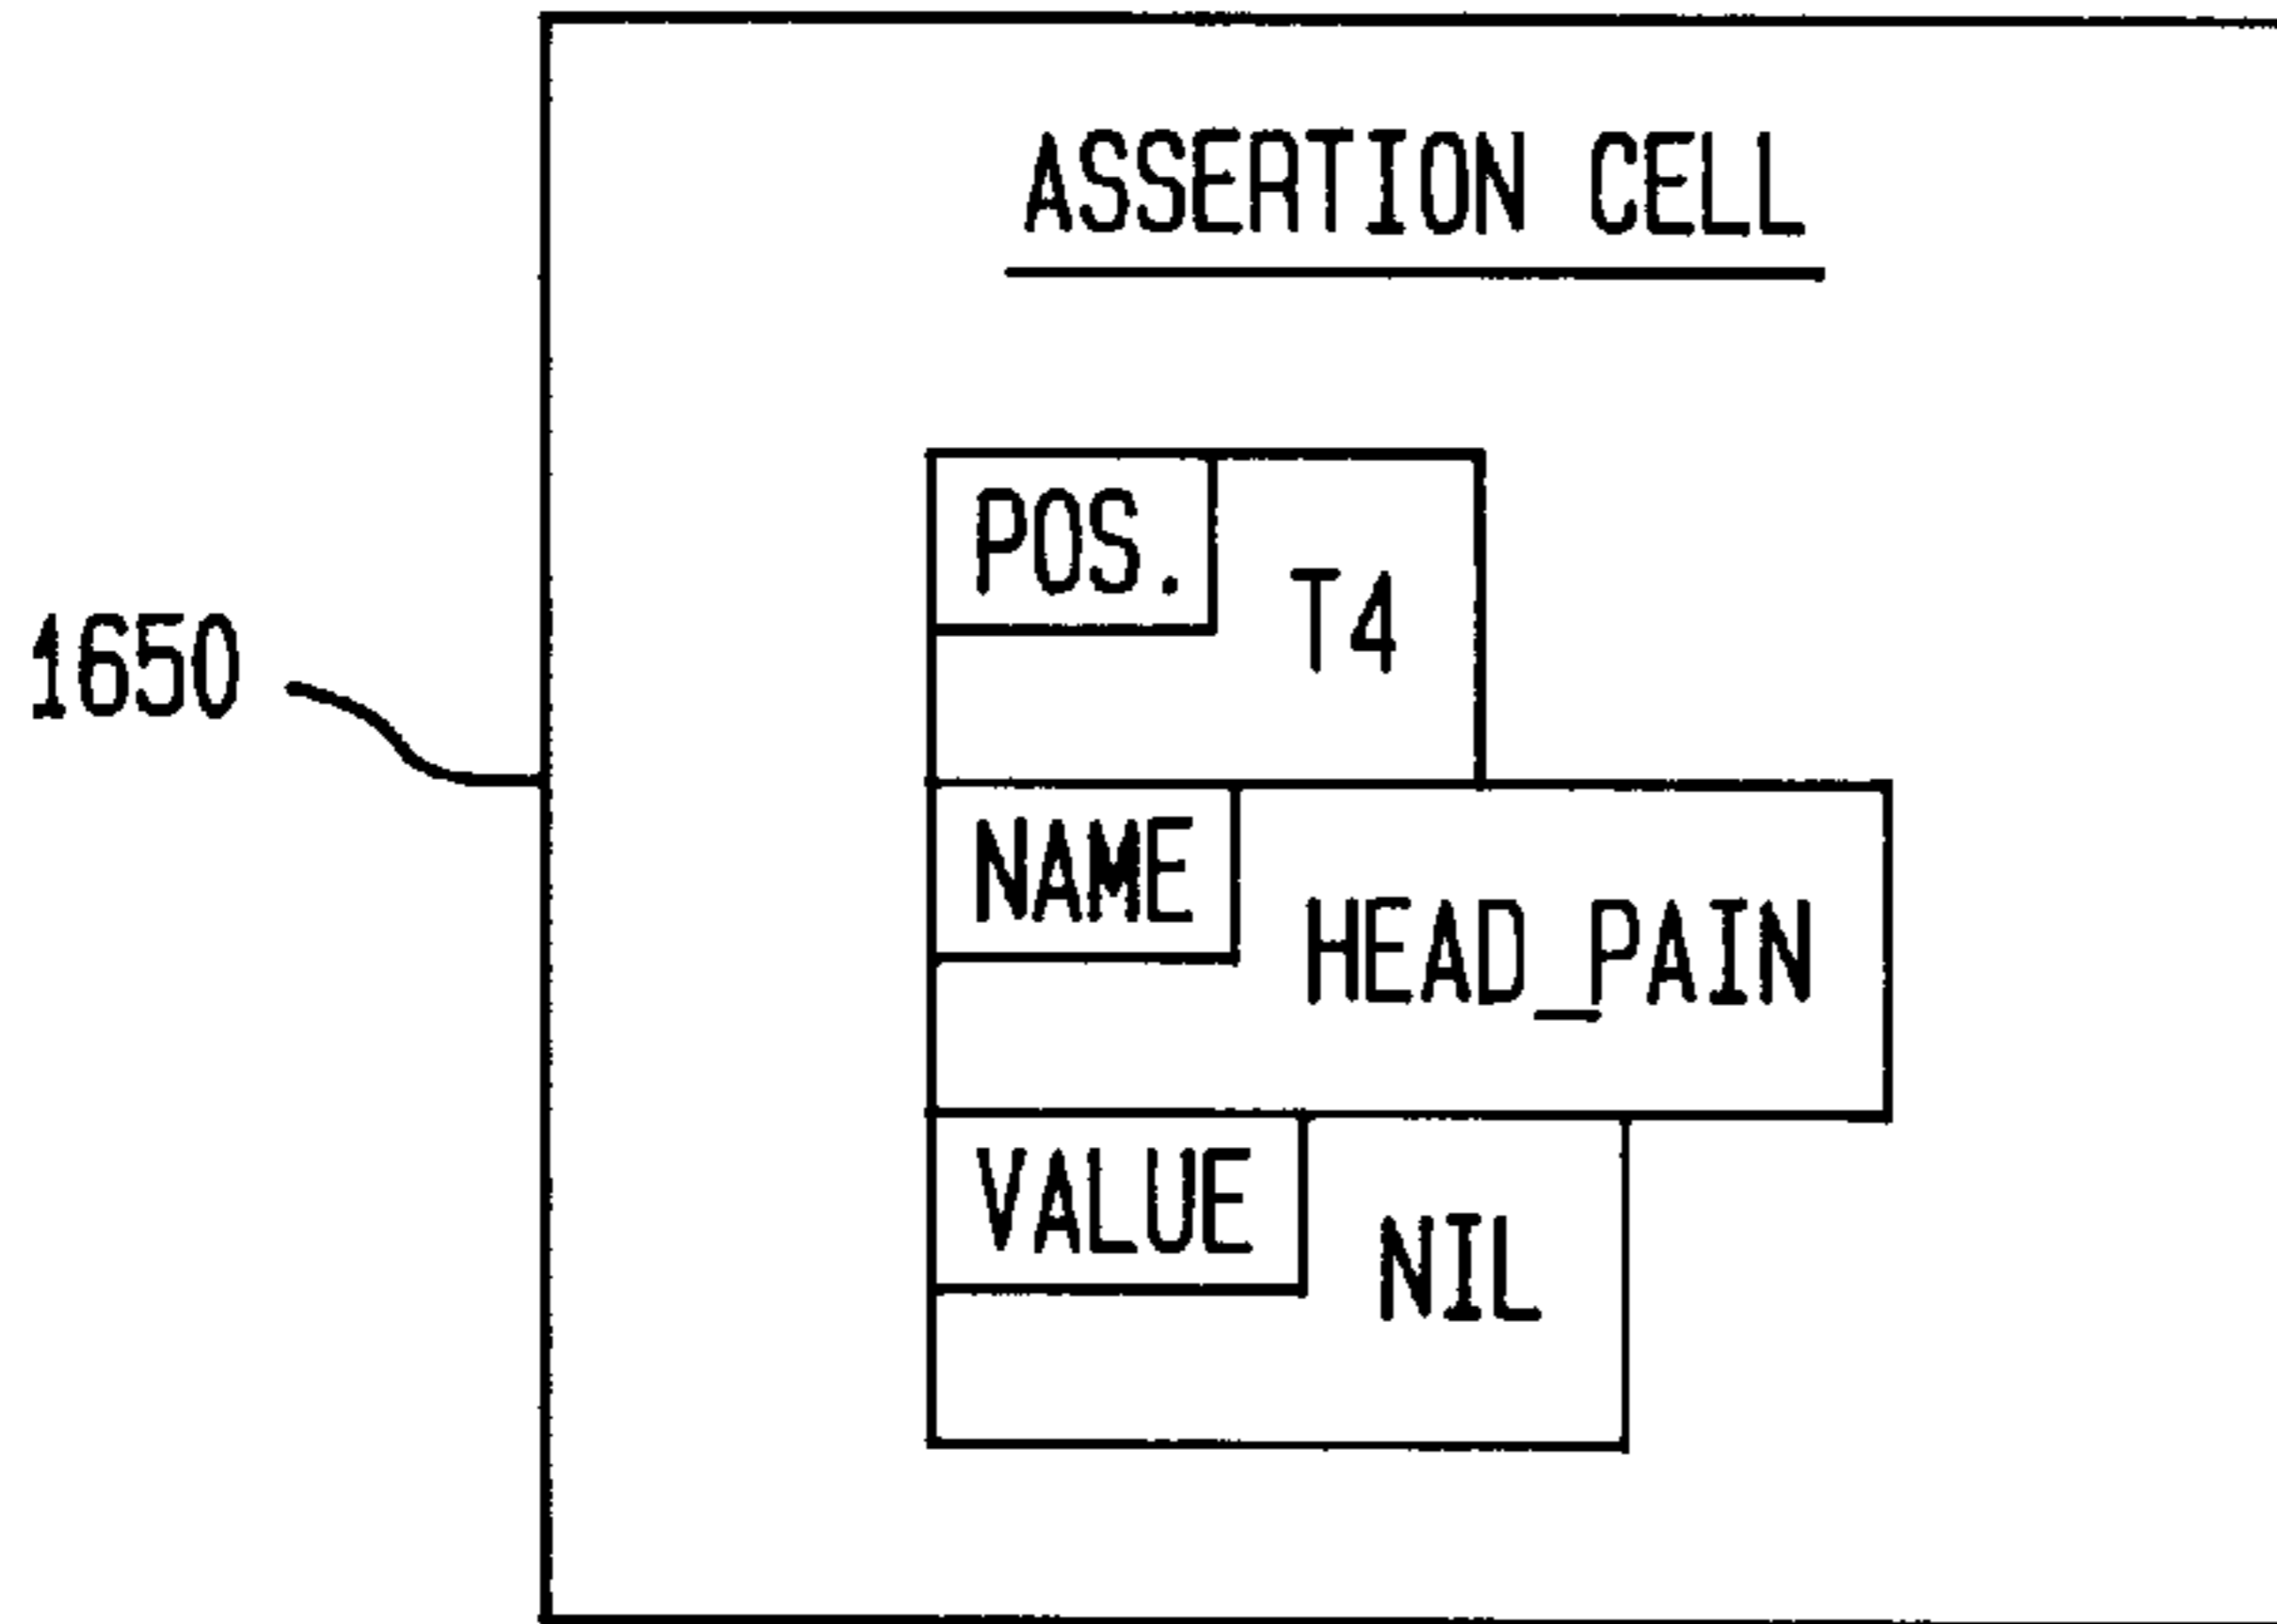 ASSERTION CELL
POS.
T4
1650
NAME
HEAD_PAIN
VALUE
NIL